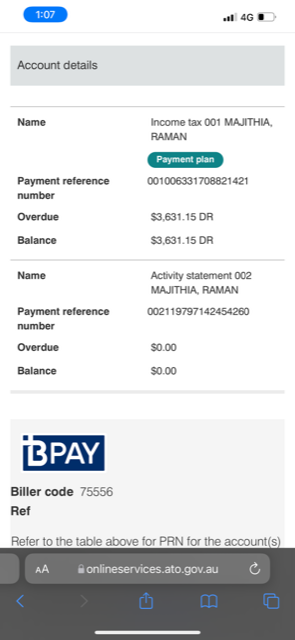 1:07
4G
Account details
Name
Income tax 001 MAJITHIA,
RAMAN
Payment plan
Payment reference
number
001006331708821421
Overdue
$3,631.15 DR
Balance
$3,631.15 DR
Name
Activity statement 002
MAJITHIA, RAMAN
Payment reference
number
002119797142454260
Overdue
$0.00
Balance
$0.00
BPAY
Biller code 75556
Ref
Refer to the table above for PRN for the account(s)
AA
onlineservices.ato.gov.au